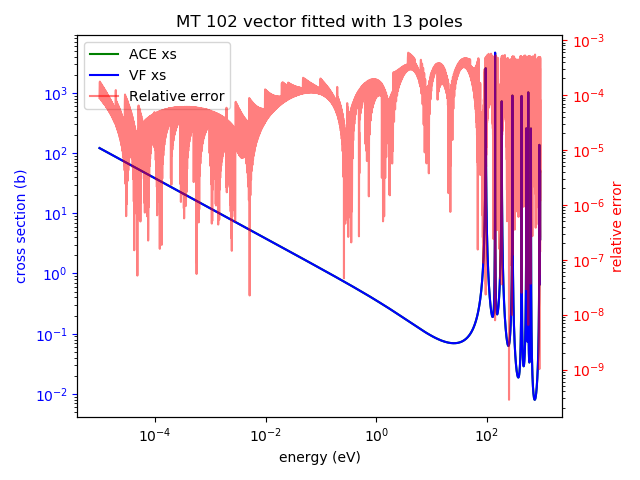 MT 102 vector fitted with 13 poles
ACE xs
VF xs
Relative error
cross section (b)
10³
10²
10¹
10⁰
10⁻¹
10⁻²
10⁻³
10⁻⁴
10⁻⁵
10⁻⁶
10⁻⁷
10⁻⁸
10⁻⁹
relative error
10⁻⁴
10⁻²
10⁰
10²
energy (eV)